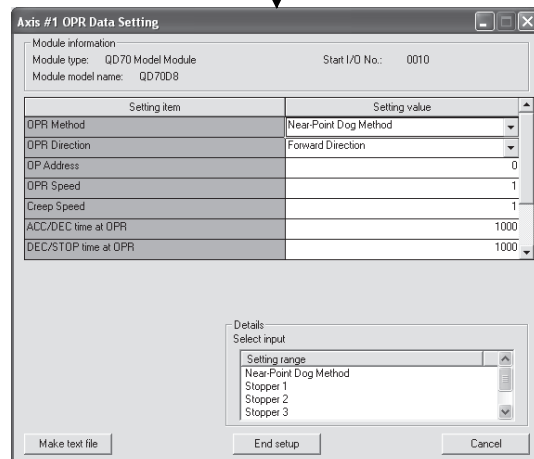 Axis #1 OPR Data Setting
Module information
Module type: QD70 Model Module Start I/O No.: 0010
Module model name: QD70D8
Setting item Setting value
OPR Method Near-Point Dog Method
OPR Direction Forward Direction
OP Address 0
OPR Speed 1
Creep Speed 1
ACC/DEC time at OPR 1000
DEC/STOP time at OPR 1000
Details
Select input
Setting range
Near-Point Dog Method
Stopper 1
Stopper 2
Stopper 3
Make text file End setup Cancel